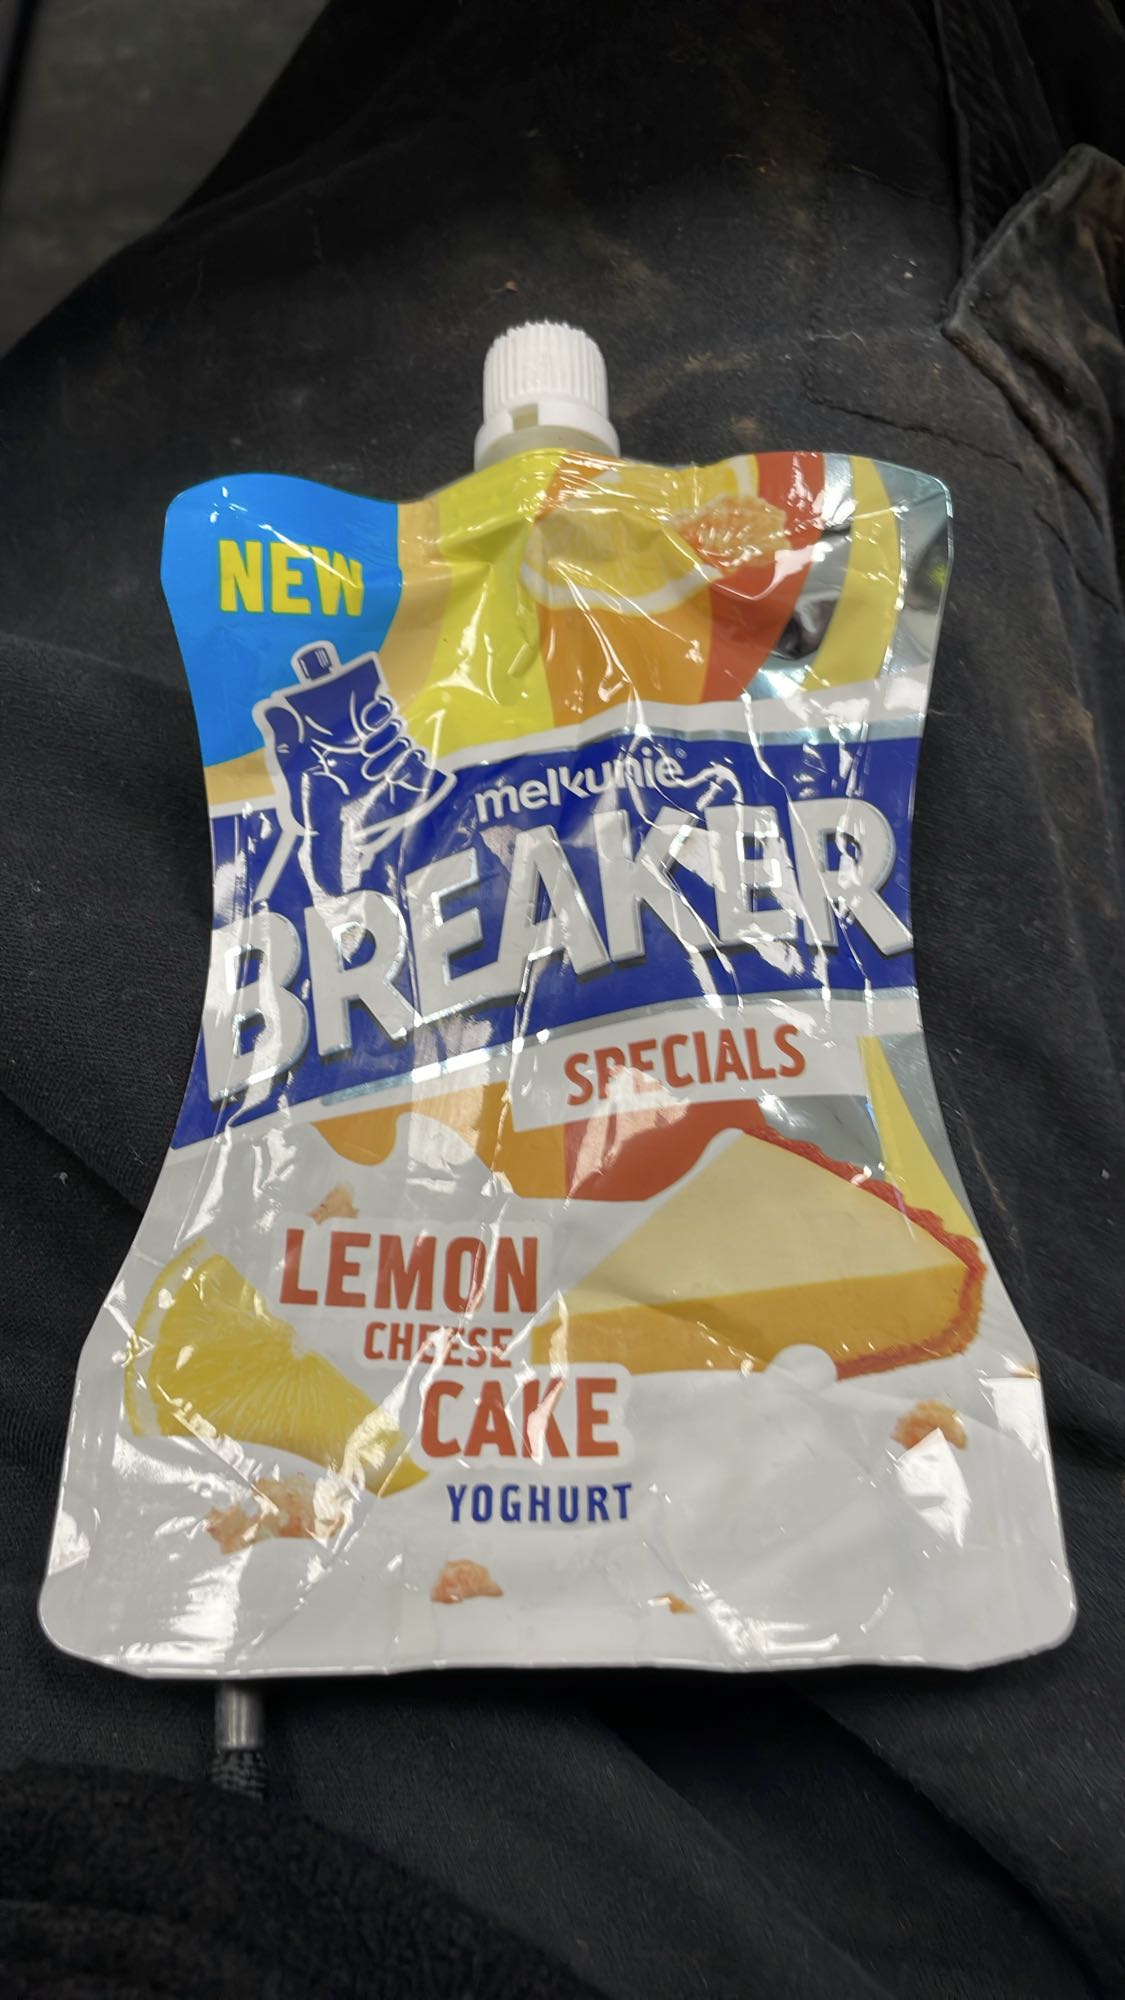 NEW
melkunie
BREAKER
SPECIALS
LEMON
CHEESE
CAKE
YOGHURT